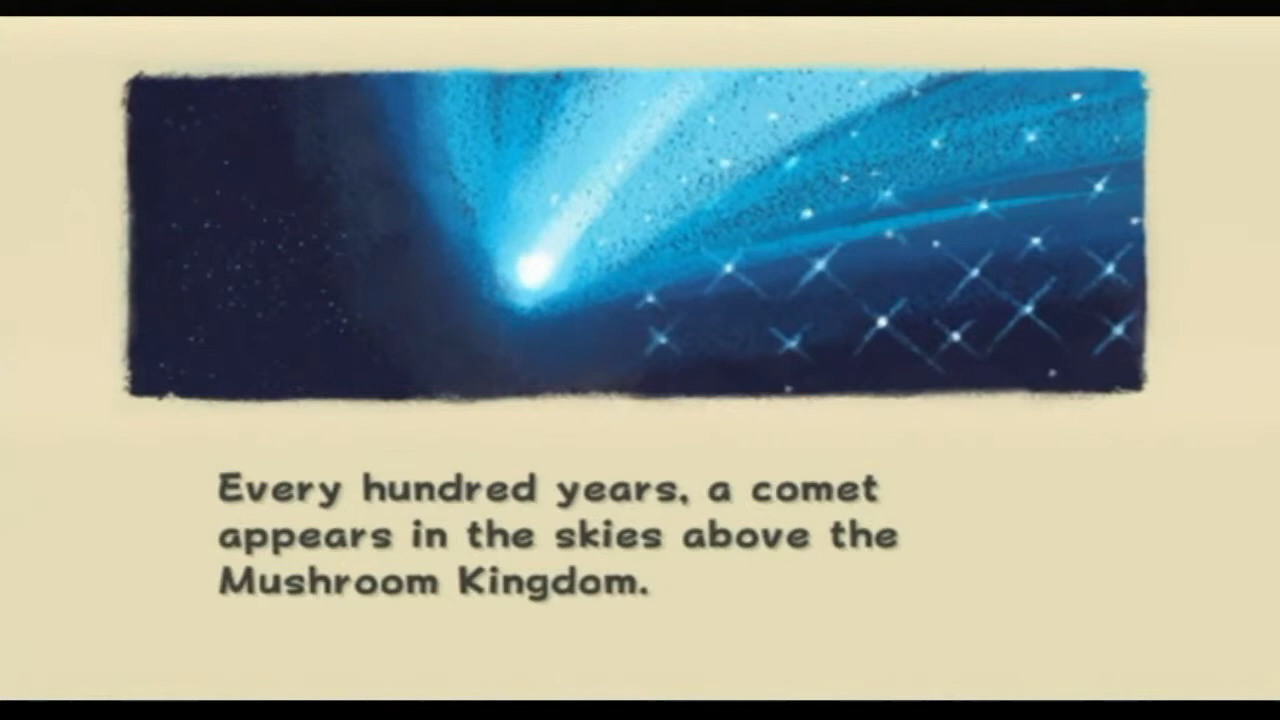 Every hundred years, a comet
appears in the skies above the
Mushroom Kingdom.